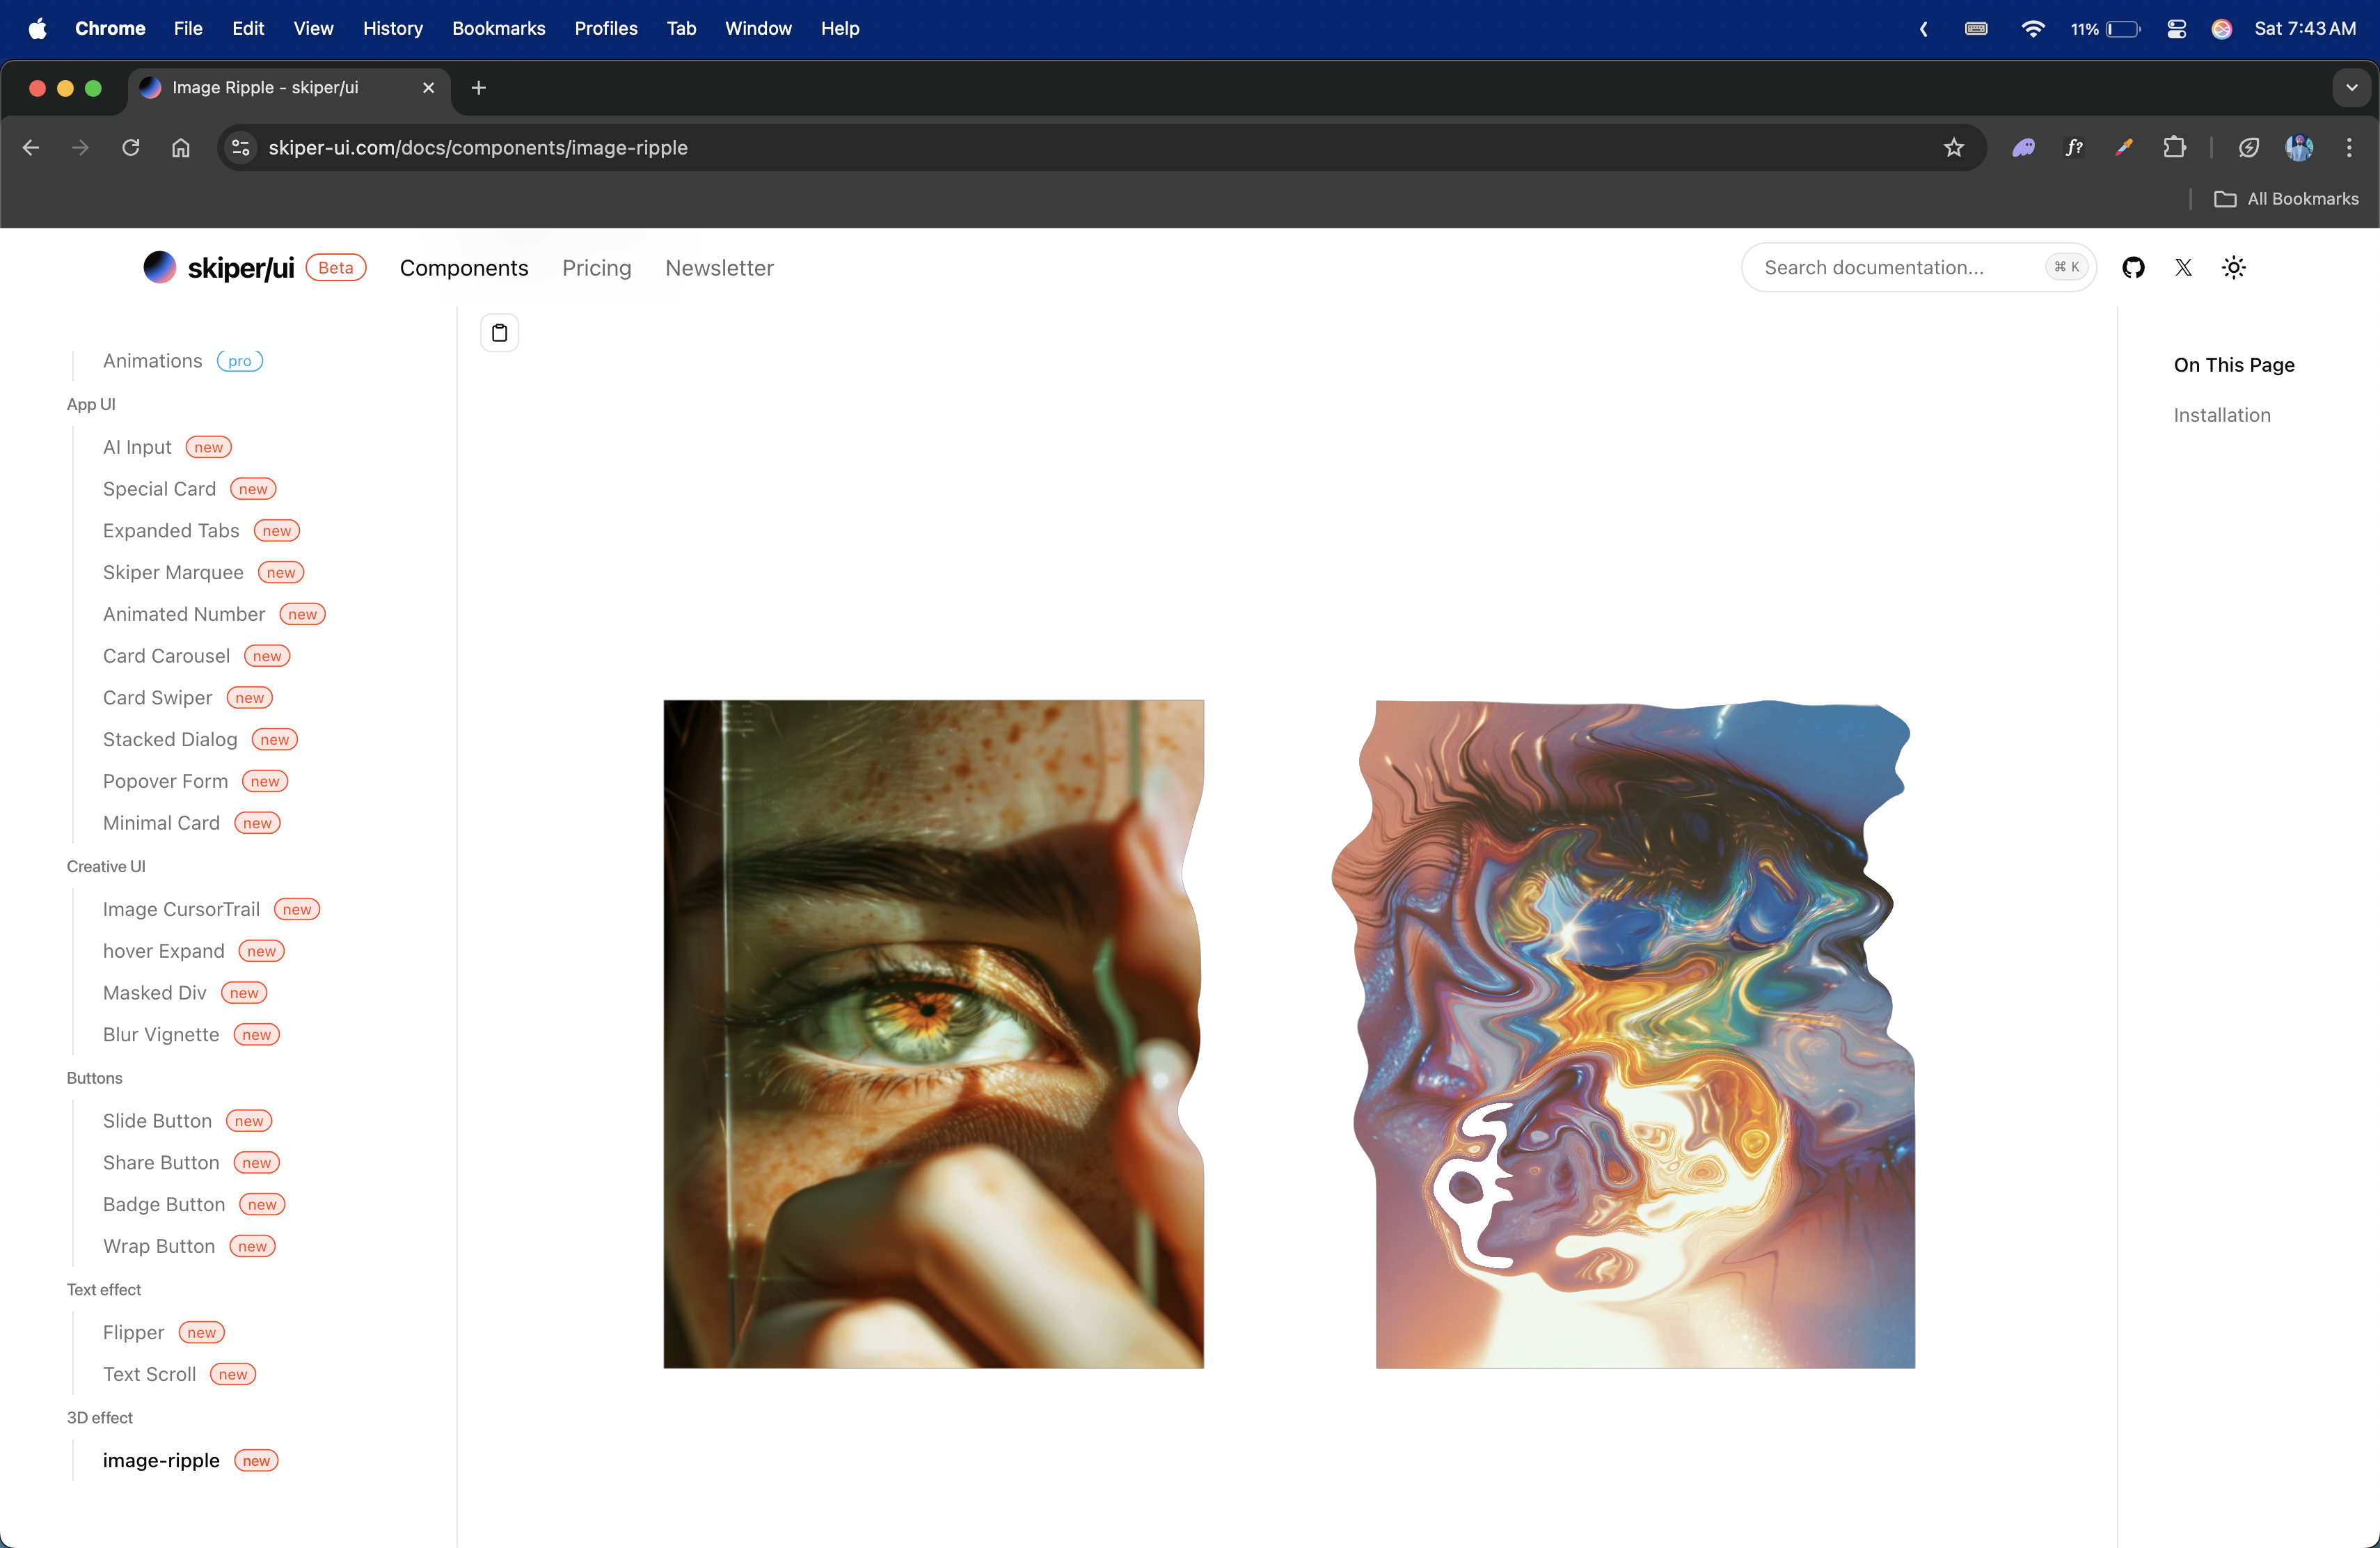 Chrome File Edit View History Bookmarks Profiles Tab Window Help 11% Sat 7:43 AM
Image Ripple - skiper/ui
skiper-ui.com/docs/components/image-ripple
f?
All Bookmarks
skiper/ui Beta Components Pricing Newsletter Search documentation... ⌘ K
Animations pro
App UI
AI Input new
Special Card new
Expanded Tabs new
Skiper Marquee new
Animated Number new
Card Carousel new
Card Swiper new
Stacked Dialog new
Popover Form new
Minimal Card new
Creative UI
Image CursorTrail new
hover Expand new
Masked Div new
Blur Vignette new
Buttons
Slide Button new
Share Button new
Badge Button new
Wrap Button new
Text effect
Flipper new
Text Scroll new
3D effect
image-ripple new
On This Page
Installation